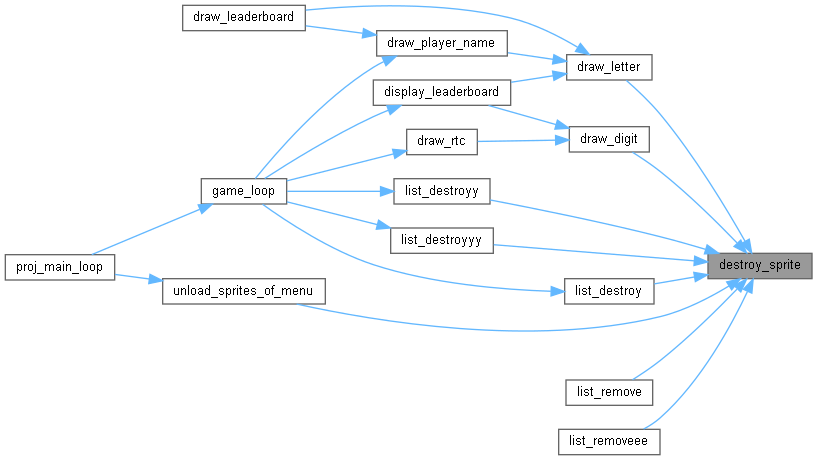 draw_leaderboard
draw_player_name
draw_letter
display_leaderboard
draw_rtc
draw_digit
game_loop
list_destroyy
list_destroyyy
proj_main_loop
destroy_sprite
unload_sprites_of_menu
list_destroy
list_remove
list_removeee